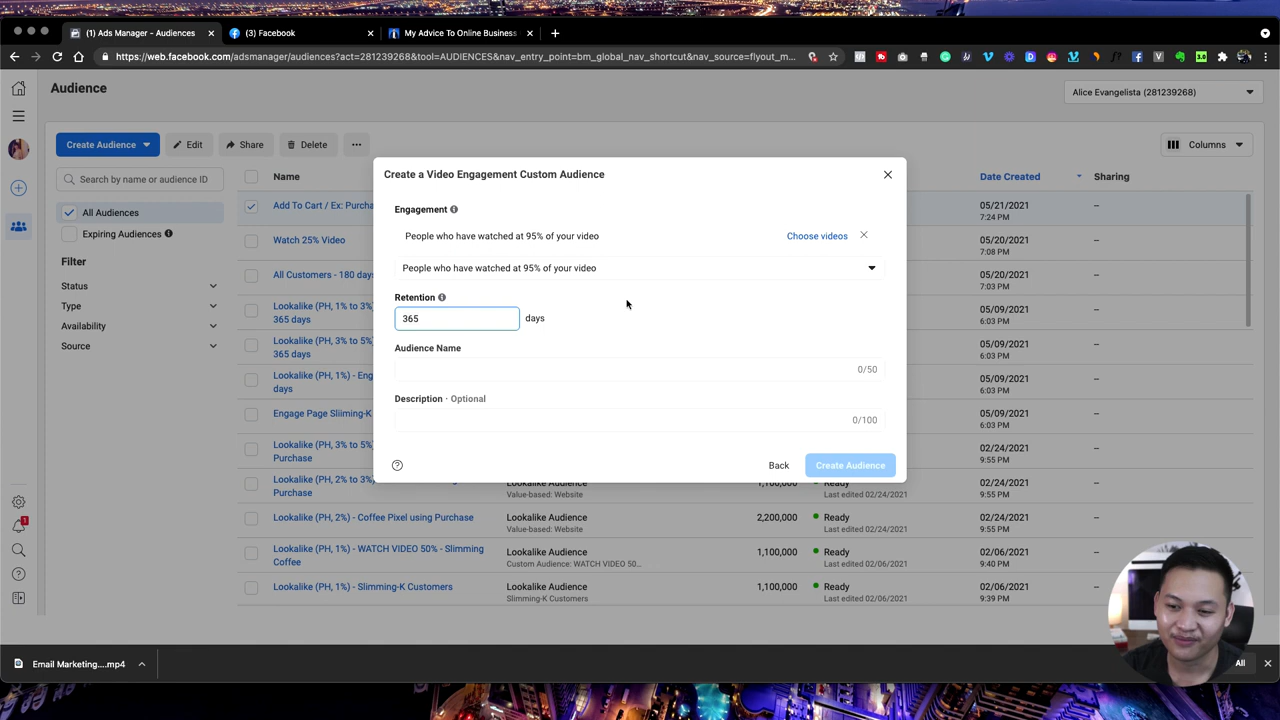 (1) Ads Manager - Audiences
(3) Facebook
My Advice To Online Business
https://web.facebook.com/adsmanager/audiences?act=281239268&tool=AUDIENCES&nav_entry_point=bm_global_nav_shortcut&nav_source=flyout_m...
Audience
Alice Evangelista (281239268)
Create Audience
Edit
Share
Delete
Columns
Search by name or audience ID
Name
Date Created
Sharing
All Audiences
Expiring Audiences
Filter
Status
Type
Availability
Source
Add To Cart / Ex: Purcha
05/21/2021
7:24 PM
--
Watch 25% Video
05/20/2021
7:08 PM
--
All Customers - 180 days
05/20/2021
7:03 PM
--
Lookalike (PH, 1% to 3%)
365 days
05/09/2021
6:03 PM
--
Lookalike (PH, 3% to 5%)
365 days
05/09/2021
6:03 PM
--
Lookalike (PH, 1%) - Eng
days
05/09/2021
6:03 PM
--
Engage Page Sliiming-K
05/09/2021
6:03 PM
--
Lookalike (PH, 3% to 5%)
Purchase
02/24/2021
9:55 PM
--
Lookalike (PH, 2% to 3%)
Purchase
Lookalike Audience
Value-based: Website
1,100,000
Ready
Last edited 02/24/2021
02/24/2021
9:55 PM
--
Lookalike (PH, 2%) - Coffee Pixel using Purchase
Lookalike Audience
Value-based: Website
2,200,000
Ready
Last edited 02/24/2021
02/24/2021
9:55 PM
--
Lookalike (PH, 1%) - WATCH VIDEO 50% - Slimming
Coffee
Lookalike Audience
Custom Audience: WATCH VIDEO 50...
1,100,000
Ready
Last edited 02/06/2021
02/06/2021
9:40 PM
--
Lookalike (PH, 1%) - Slimming-K Customers
Lookalike Audience
Slimming-K Customers
1,100,000
Ready
Last edited 02/06/2021
02/06/2021
9:39 PM
Create a Video Engagement Custom Audience
Engagement
People who have watched at 95% of your video
Choose videos
People who have watched at 95% of your video
Retention
365
days
Audience Name
0/50
Description · Optional
0/100
Back
Create Audience
1
3.0
Email Marketing....mp4
All